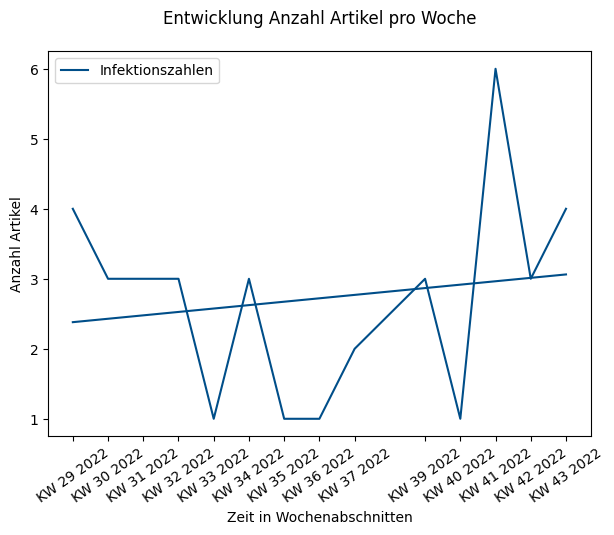 Entwicklung Anzahl Artikel pro Woche
Infektionszahlen
6
5
4
3
2
1
Anzahl Artikel
KW 29 2022
KW 30 2022
KW 31 2022
KW 32 2022
KW 33 2022
KW 34 2022
KW 35 2022
KW 36 2022
KW 37 2022
KW 39 2022
KW 40 2022
KW 41 2022
KW 42 2022
KW 43 2022
Zeit in Wochenabschnitten